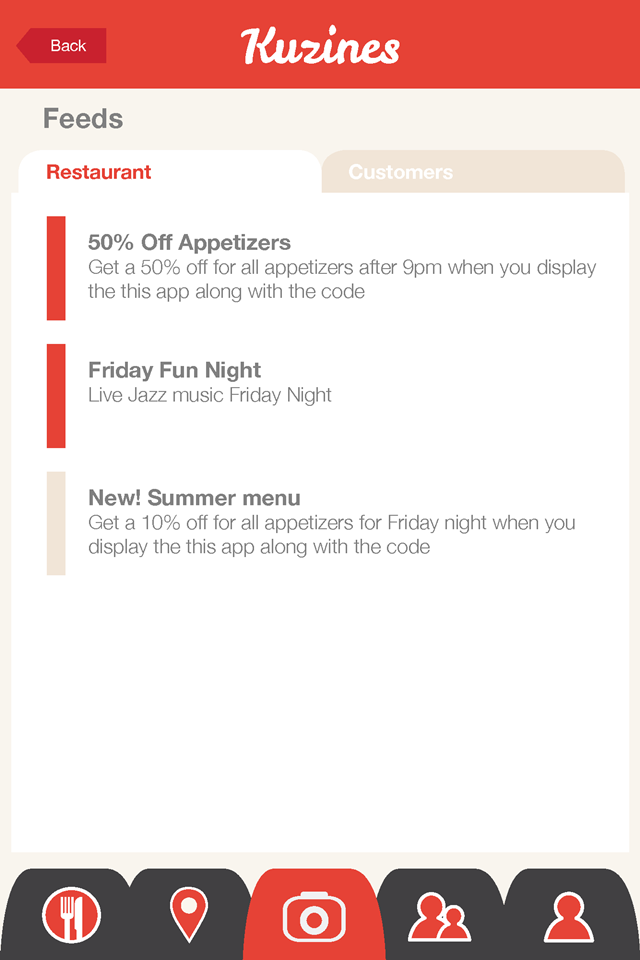 Back
Kuzines
Feeds
Restaurant
Customers
50% Off Appetizers
Get a 50% off for all appetizers after 9pm when you display
the this app along with the code
Friday Fun Night
Live Jazz music Friday Night
New! Summer menu
Get a 10% off for all appetizers for Friday night when you
display the this app along with the code